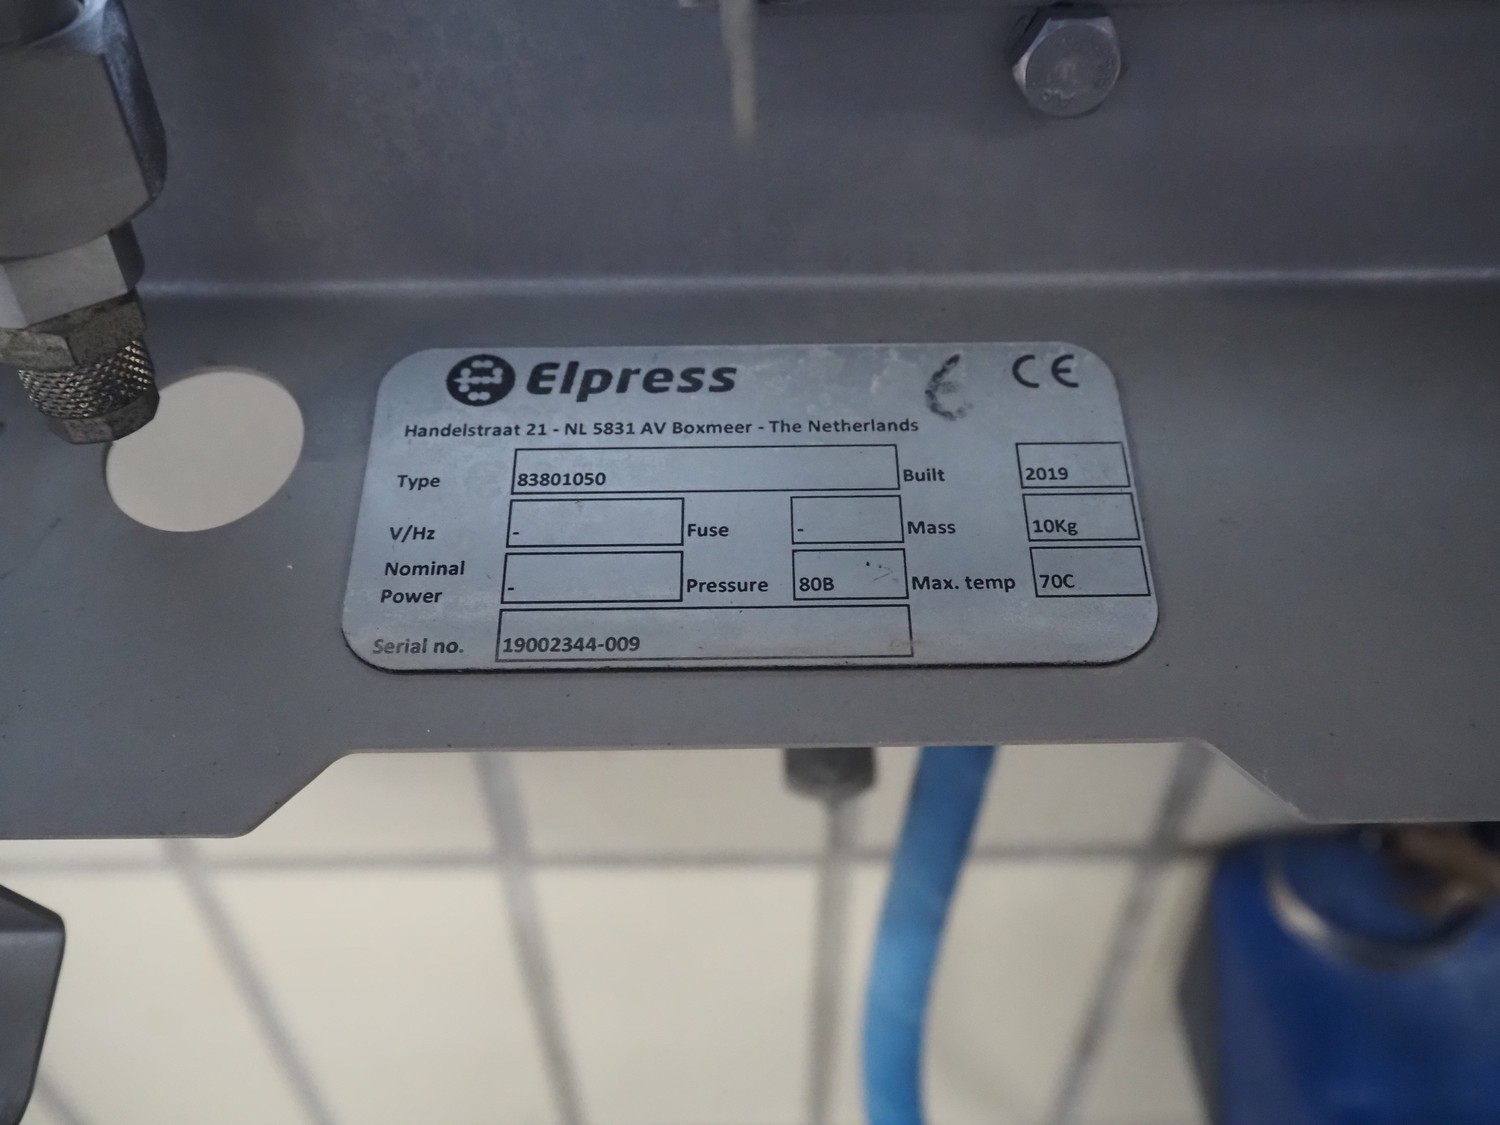 Elpress CE
Handelstraat 21 - NL 5831 AV Boxmeer - The Netherlands
Type 83801050 Built 2019
V/Hz - Fuse - Mass 10Kg
Nominal Power - Pressure 80B Max. temp 70C
Serial no. 19002344-009